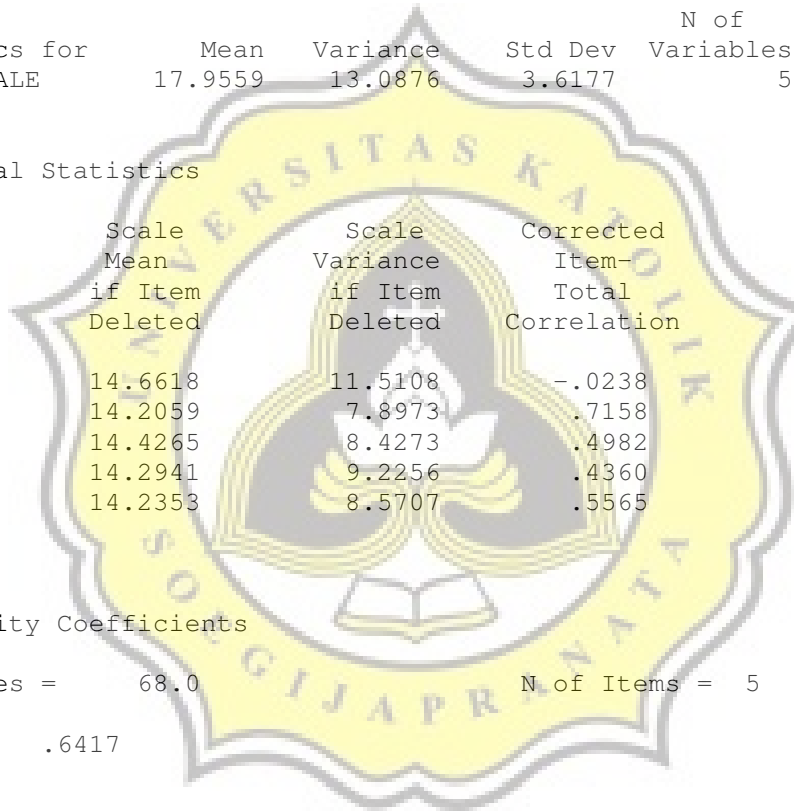 N of
cs for Mean Variance Std Dev Variables
ALE 17.9559 13.0876 3.6177 5
al Statistics
Scale Scale Corrected
Mean Variance Item-
if Item if Item Total
Deleted Deleted Correlation
14.6618 11.5108 -.0238
14.2059 7.8973 .7158
14.4265 8.4273 .4982
14.2941 9.2256 .4360
14.2353 8.5707 .5565
ity Coefficients
es = 68.0 N of Items = 5
.6417
UNIVERSITAS KATOLIK
SOEGIJAPRANATA